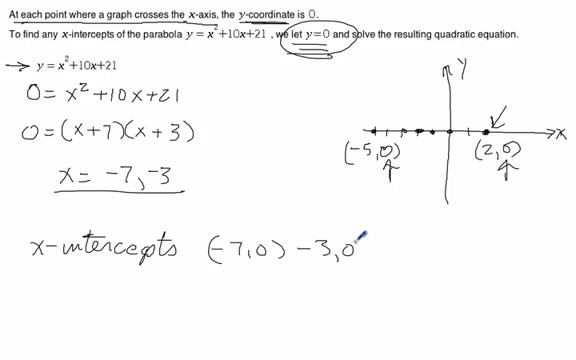 At each point where a graph crosses the x-axis, the y-coordinate is 0.
To find any x-intercepts of the parabola y = x²+10x+21 , we let y=0 and solve the resulting quadratic equation.
y = x²+10x+21
0 = x²+10x+21
0 = (x+7)(x+3)
x = -7, -3
Y
X
(-5,0)
(2,0)
x-intercepts (-7,0) -3,0